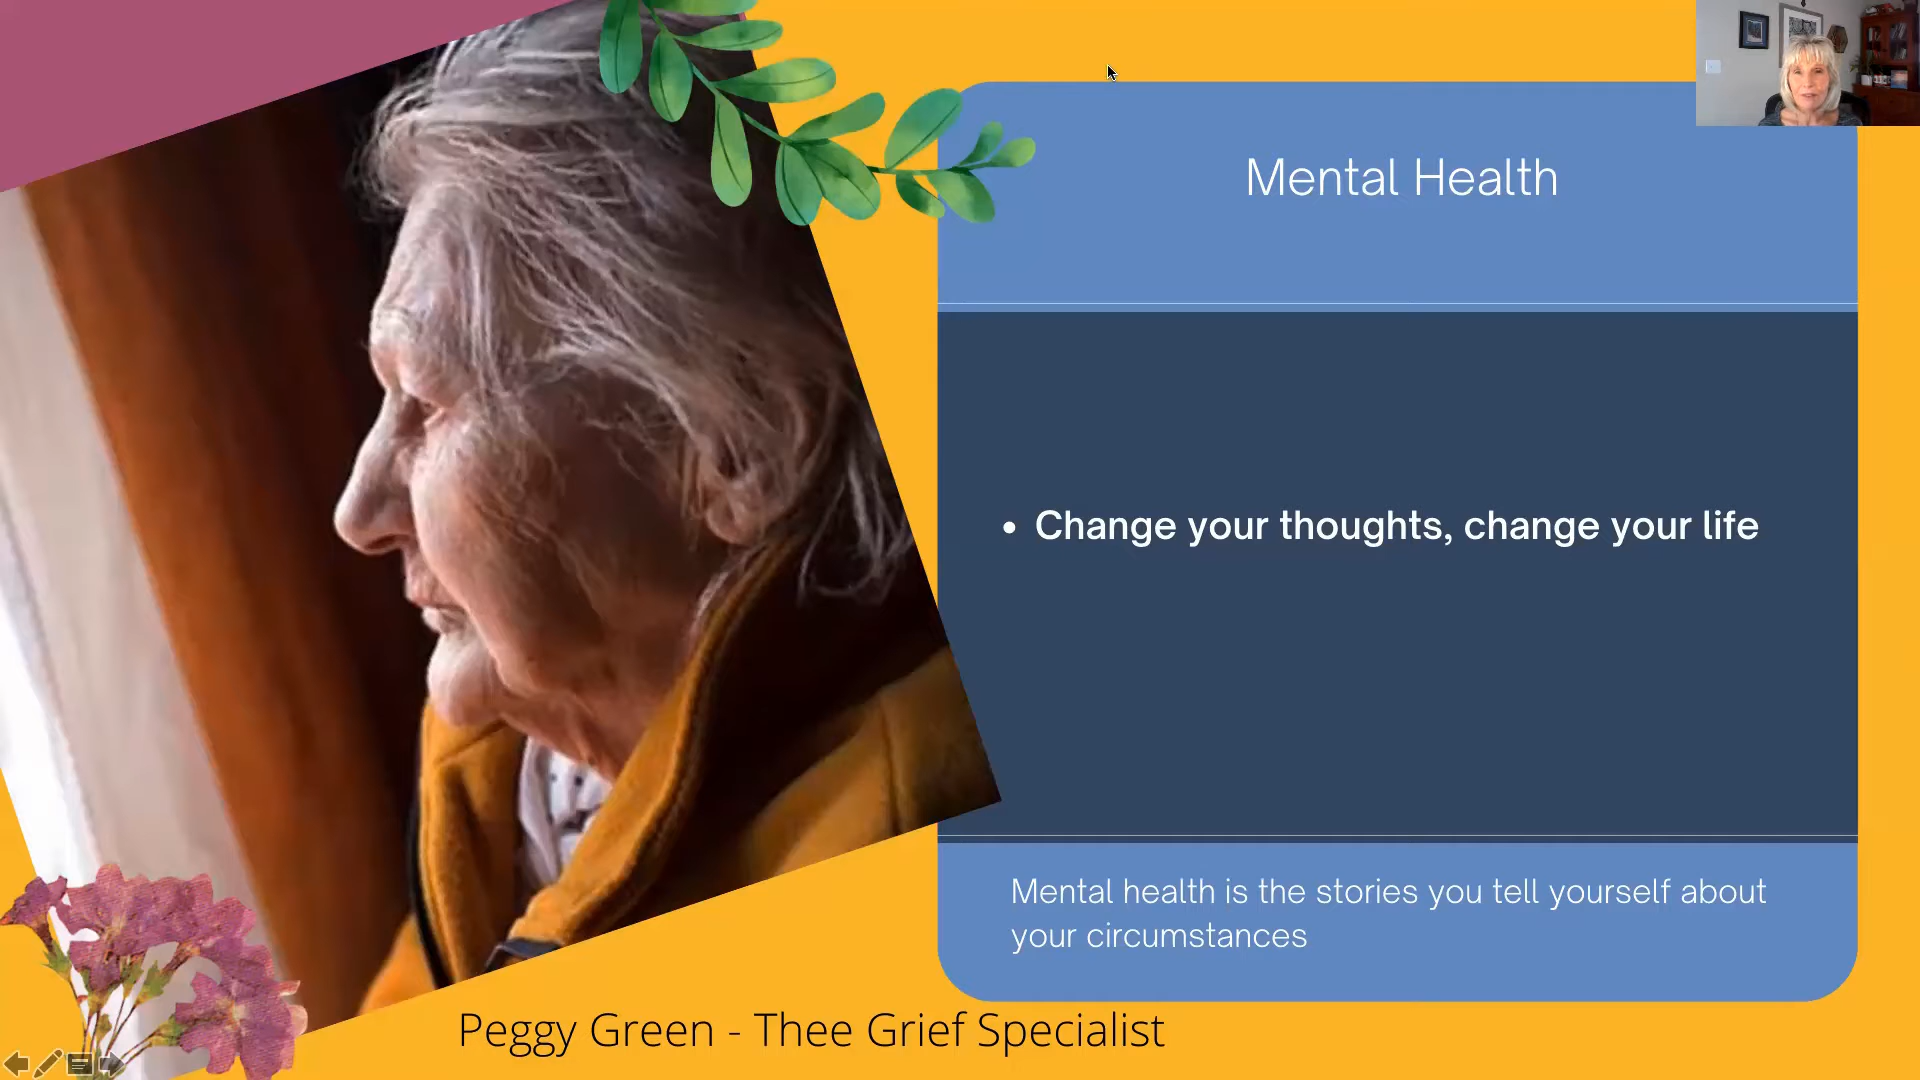 Mental Health
• Change your thoughts, change your life
Mental health is the stories you tell yourself about
your circumstances
Peggy Green - Thee Grief Specialist